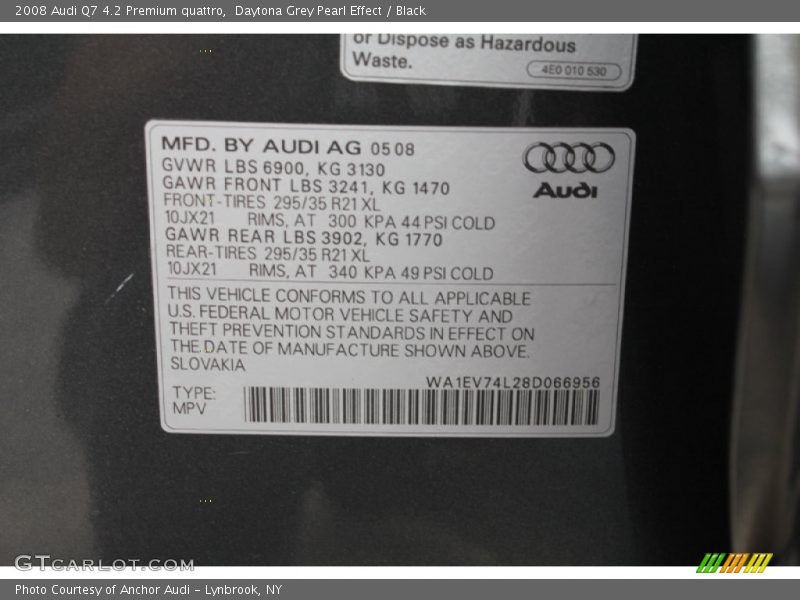 2008 Audi Q7 4.2 Premium quattro, Daytona Grey Pearl Effect / Black
or Dispose as Hazardous
Waste.
4E0 010 530
MFD. BY AUDI AG 05 08
GVWR LBS 6900, KG 3130
GAWR FRONT LBS 3241, KG 1470
FRONT-TIRES 295/35 R21 XL
10JX21 RIMS, AT 300 KPA 44 PSI COLD
GAWR REAR LBS 3902, KG 1770
REAR-TIRES 295/35 R21 XL
10JX21 RIMS, AT 340 KPA 49 PSI COLD
Audi
THIS VEHICLE CONFORMS TO ALL APPLICABLE
U.S. FEDERAL MOTOR VEHICLE SAFETY AND
THEFT PREVENTION STANDARDS IN EFFECT ON
THE DATE OF MANUFACTURE SHOWN ABOVE.
SLOVAKIA
WA1EV74L28D066956
TYPE:
MPV
GTCARLOT.COM
Photo Courtesy of Anchor Audi - Lynbrook, NY